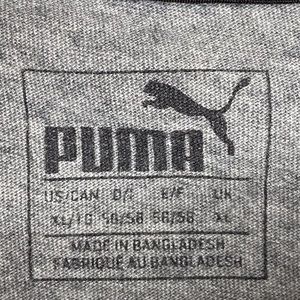 PUMA
US/CAN D/I E/F UK
XL/TG 56/58 56/58 XL
MADE IN BANGLADESH
FABRIQUÉ AU BANGLADESH